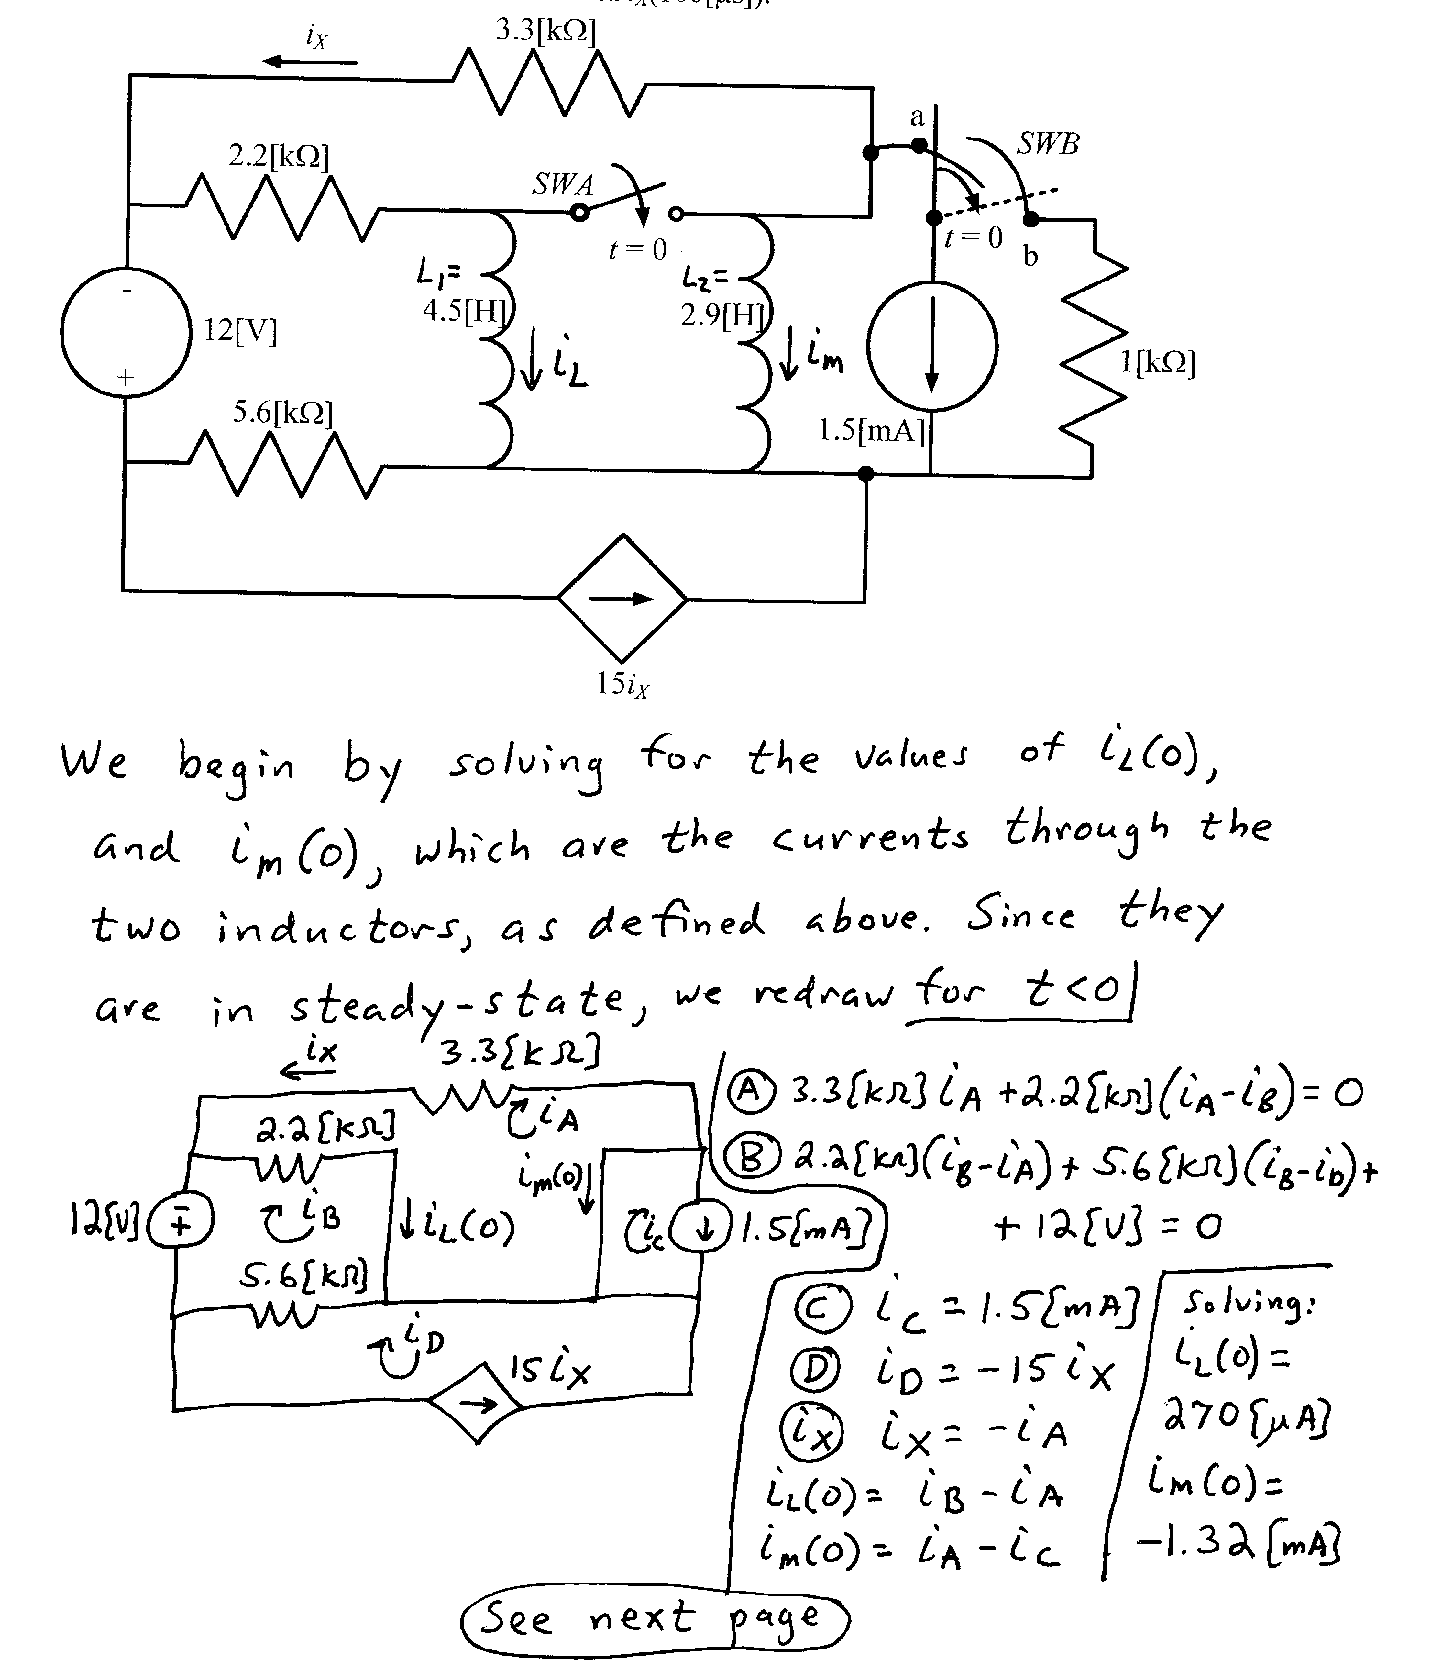 i_X
3.3[kΩ]
a
SWB
2.2[kΩ]
SWA
t = 0
t = 0
b
L₁=
4.5[H]
L₂=
2.9[H]
-
12[V]
+
i_L
i_m
1[kΩ]
5.6[kΩ]
1.5[mA]
15i_X
We begin by solving for the values of i_L(0),
and i_m(0), which are the currents through the
two inductors, as defined above. Since they
are in steady-state, we redraw for t<0
i_X
3.3[kΩ]
i_A
2.2[kΩ]
i_m(0)
12[V]
-
+
i_B
i_L(0)
i_C
1.5[mA]
5.6[kΩ]
i_D
15 i_X
(A) 3.3[kΩ] i_A + 2.2[kΩ](i_A-i_B) = 0
(B) 2.2[kΩ](i_B-i_A) + 5.6[kΩ](i_B-i_D) +
+ 12[V] = 0
(C) i_C = 1.5[mA]
(D) i_D = -15 i_X
(i_X) i_X = -i_A
i_L(0) = i_B - i_A
i_m(0) = i_A - i_C
Solving:
i_L(0) =
270[μA]
i_m(0) =
-1.32[mA]
See next page